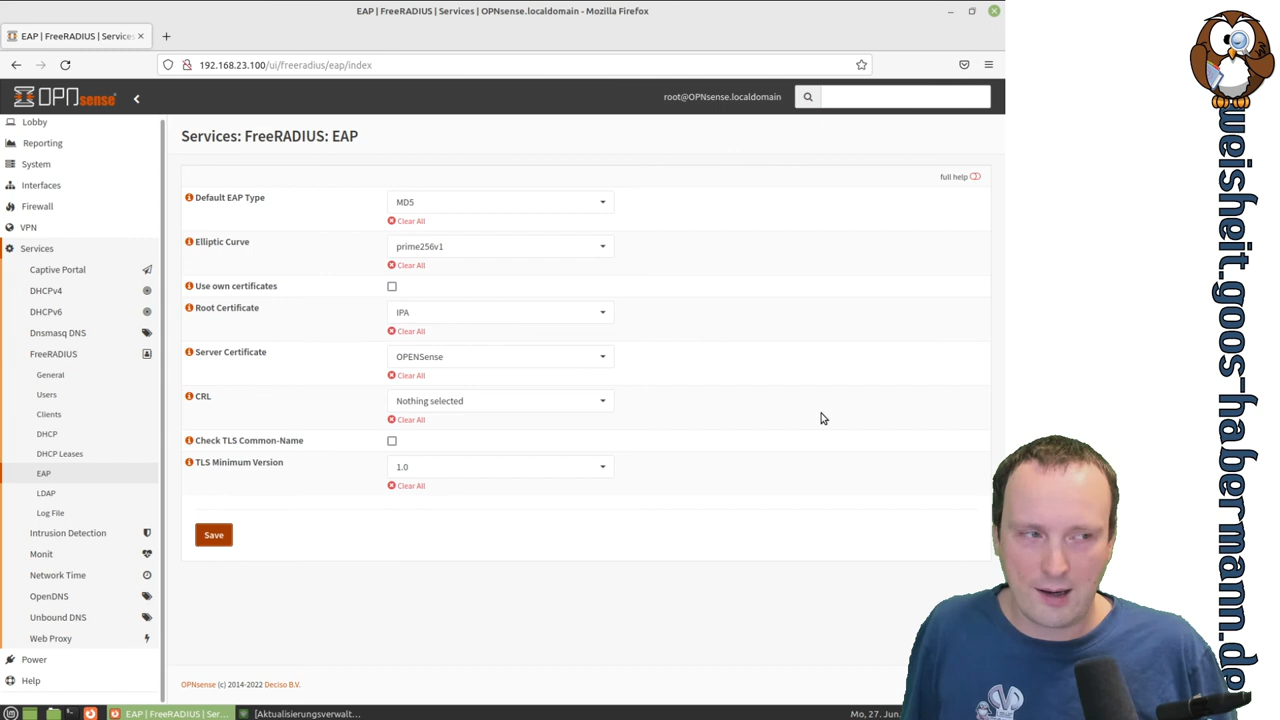 EAP | FreeRADIUS | Services | OPNsense.localdomain - Mozilla Firefox
EAP | FreeRADIUS | Services
192.168.23.100/ui/freeradius/eap/index
OPNsense
root@OPNsense.localdomain
Lobby
Reporting
System
Interfaces
Firewall
VPN
Services
Captive Portal
DHCPv4
DHCPv6
Dnsmasq DNS
FreeRADIUS
General
Users
Clients
DHCP
DHCP Leases
EAP
LDAP
Log File
Intrusion Detection
Monit
Network Time
OpenDNS
Unbound DNS
Web Proxy
Power
Help
Services: FreeRADIUS: EAP
full help
Default EAP Type
MD5
Clear All
Elliptic Curve
prime256v1
Clear All
Use own certificates
Root Certificate
IPA
Clear All
Server Certificate
OPENSense
Clear All
CRL
Nothing selected
Clear All
Check TLS Common-Name
TLS Minimum Version
1.0
Clear All
Save
OPNsense (c) 2014-2022 Deciso B.V.
EAP | FreeRADIUS | Ser...
[Aktualisierungsverwalt...
Mo, 27. Jun.
weisheit.goos-habermann.de